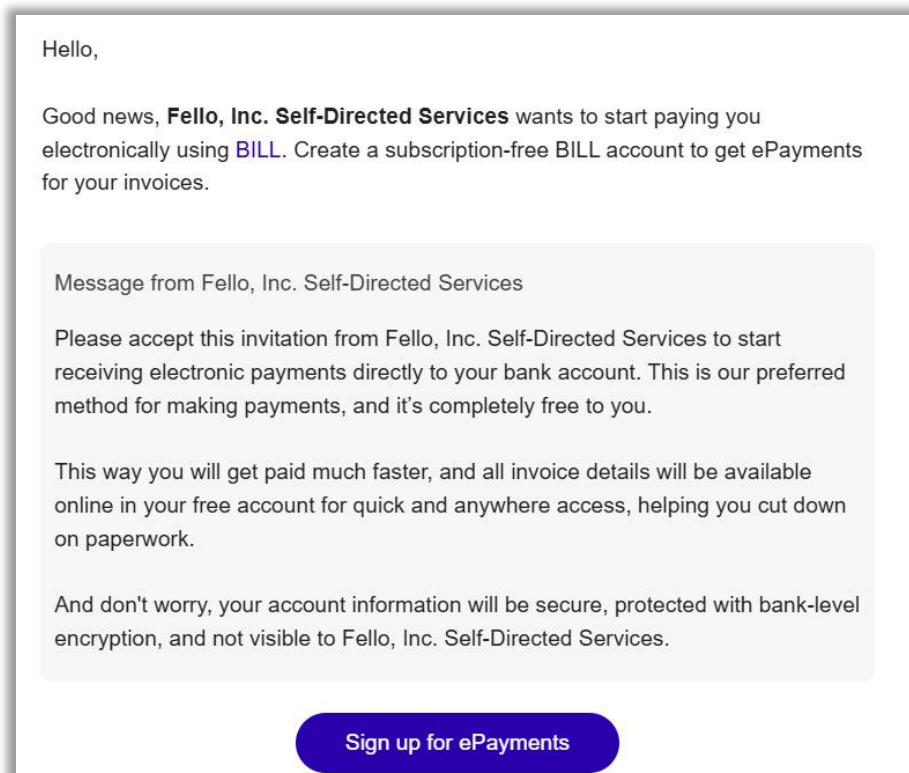 Hello,
Good news, Fello, Inc. Self-Directed Services wants to start paying you
electronically using BILL. Create a subscription-free BILL account to get ePayments
for your invoices.
Message from Fello, Inc. Self-Directed Services
Please accept this invitation from Fello, Inc. Self-Directed Services to start
receiving electronic payments directly to your bank account. This is our preferred
method for making payments, and it’s completely free to you.
This way you will get paid much faster, and all invoice details will be available
online in your free account for quick and anywhere access, helping you cut down
on paperwork.
And don't worry, your account information will be secure, protected with bank-level
encryption, and not visible to Fello, Inc. Self-Directed Services.
Sign up for ePayments